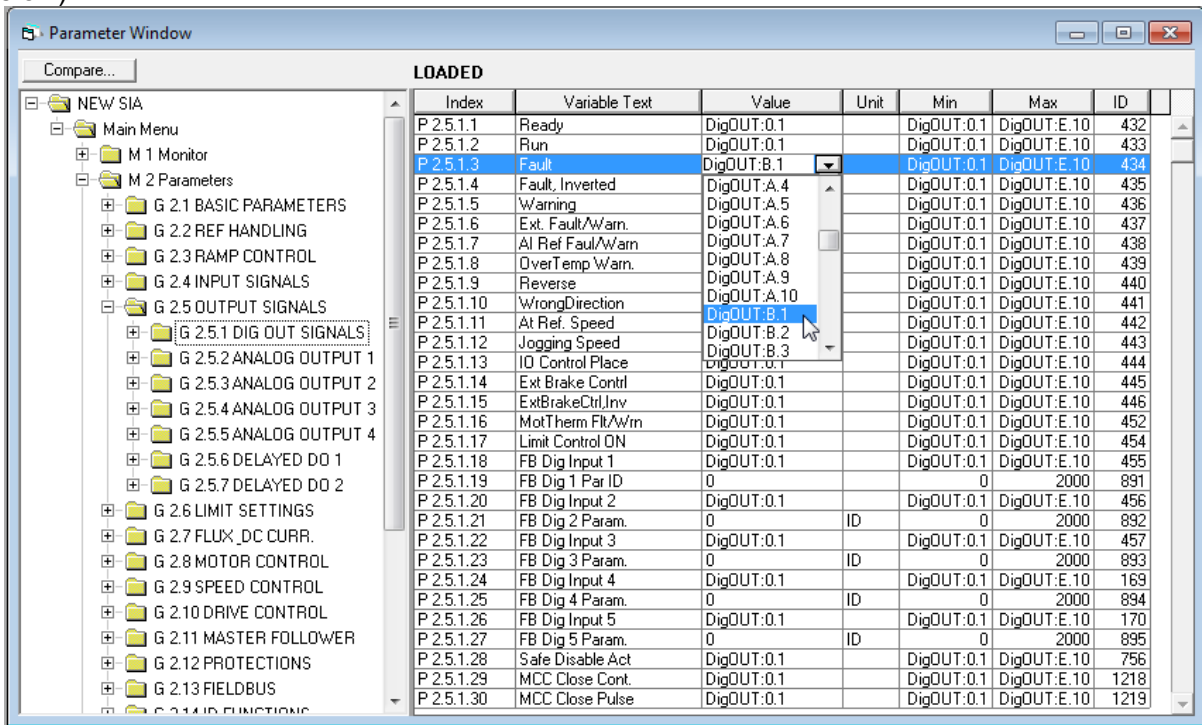 Parameter Window
Compare...
LOADED
NEW SIA
Main Menu
M 1 Monitor
M 2 Parameters
G 2.1 BASIC PARAMETERS
G 2.2 REF HANDLING
G 2.3 RAMP CONTROL
G 2.4 INPUT SIGNALS
G 2.5 OUTPUT SIGNALS
G 2.5.1 DIG OUT SIGNALS
G 2.5.2 ANALOG OUTPUT 1
G 2.5.3 ANALOG OUTPUT 2
G 2.5.4 ANALOG OUTPUT 3
G 2.5.5 ANALOG OUTPUT 4
G 2.5.6 DELAYED DO 1
G 2.5.7 DELAYED DO 2
G 2.6 LIMIT SETTINGS
G 2.7 FLUX_DC CURR.
G 2.8 MOTOR CONTROL
G 2.9 SPEED CONTROL
G 2.10 DRIVE CONTROL
G 2.11 MASTER FOLLOWER
G 2.12 PROTECTIONS
G 2.13 FIELDBUS
G 2.14 ID FUNCTIONS
Index Variable Text Value Unit Min Max ID
P 2.5.1.1 Ready DigOUT:0.1 DigOUT:0.1 DigOUT:E.10 432
P 2.5.1.2 Run DigOUT:0.1 DigOUT:0.1 DigOUT:E.10 433
P 2.5.1.3 Fault DigOUT:B.1 DigOUT:0.1 DigOUT:E.10 434
P 2.5.1.4 Fault, Inverted DigOUT:0.1 DigOUT:E.10 435
P 2.5.1.5 Warning DigOUT:0.1 DigOUT:E.10 436
P 2.5.1.6 Ext. Fault/Warn. DigOUT:0.1 DigOUT:E.10 437
P 2.5.1.7 AI Ref Faul/Warn DigOUT:0.1 DigOUT:E.10 438
P 2.5.1.8 OverTemp Warn. DigOUT:0.1 DigOUT:E.10 439
P 2.5.1.9 Reverse DigOUT:0.1 DigOUT:E.10 440
P 2.5.1.10 WrongDirection DigOUT:0.1 DigOUT:E.10 441
P 2.5.1.11 At Ref. Speed DigOUT:0.1 DigOUT:E.10 442
P 2.5.1.12 Jogging Speed DigOUT:0.1 DigOUT:E.10 443
P 2.5.1.13 IO Control Place DigOUT:0.1 DigOUT:0.1 DigOUT:E.10 444
P 2.5.1.14 Ext Brake Contrl DigOUT:0.1 DigOUT:0.1 DigOUT:E.10 445
P 2.5.1.15 ExtBrakeCtrl,Inv DigOUT:0.1 DigOUT:0.1 DigOUT:E.10 446
P 2.5.1.16 MotTherm Flt/Wrn DigOUT:0.1 DigOUT:0.1 DigOUT:E.10 452
P 2.5.1.17 Limit Control ON DigOUT:0.1 DigOUT:0.1 DigOUT:E.10 454
P 2.5.1.18 FB Dig Input 1 DigOUT:0.1 DigOUT:0.1 DigOUT:E.10 455
P 2.5.1.19 FB Dig 1 Par ID 0 0 2000 891
P 2.5.1.20 FB Dig Input 2 DigOUT:0.1 DigOUT:0.1 DigOUT:E.10 456
P 2.5.1.21 FB Dig 2 Param. 0 ID 0 2000 892
P 2.5.1.22 FB Dig Input 3 DigOUT:0.1 DigOUT:0.1 DigOUT:E.10 457
P 2.5.1.23 FB Dig 3 Param. 0 ID 0 2000 893
P 2.5.1.24 FB Dig Input 4 DigOUT:0.1 DigOUT:0.1 DigOUT:E.10 169
P 2.5.1.25 FB Dig 4 Param. 0 ID 0 2000 894
P 2.5.1.26 FB Dig Input 5 DigOUT:0.1 DigOUT:0.1 DigOUT:E.10 170
P 2.5.1.27 FB Dig 5 Param. 0 ID 0 2000 895
P 2.5.1.28 Safe Disable Act DigOUT:0.1 DigOUT:0.1 DigOUT:E.10 756
P 2.5.1.29 MCC Close Cont. DigOUT:0.1 DigOUT:0.1 DigOUT:E.10 1218
P 2.5.1.30 MCC Close Pulse DigOUT:0.1 DigOUT:0.1 DigOUT:E.10 1219
DigOUT:A.4
DigOUT:A.5
DigOUT:A.6
DigOUT:A.7
DigOUT:A.8
DigOUT:A.9
DigOUT:A.10
DigOUT:B.1
DigOUT:B.2
DigOUT:B.3